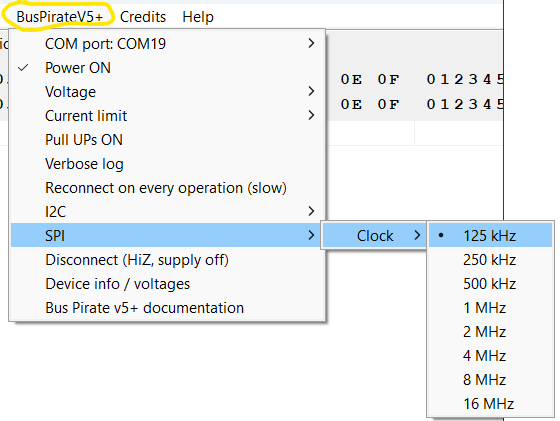 BusPirateV5+ Credits Help
COM port: COM19
Power ON
0E 0F 012345
Voltage
Current limit
0E 0F 012345
Pull UPs ON
Verbose log
Reconnect on every operation (slow)
I2C
SPI Clock 125 kHz
Disconnect (HiZ, supply off) 250 kHz
Device info / voltages 500 kHz
Bus Pirate v5+ documentation 1 MHz
2 MHz
4 MHz
8 MHz
16 MHz